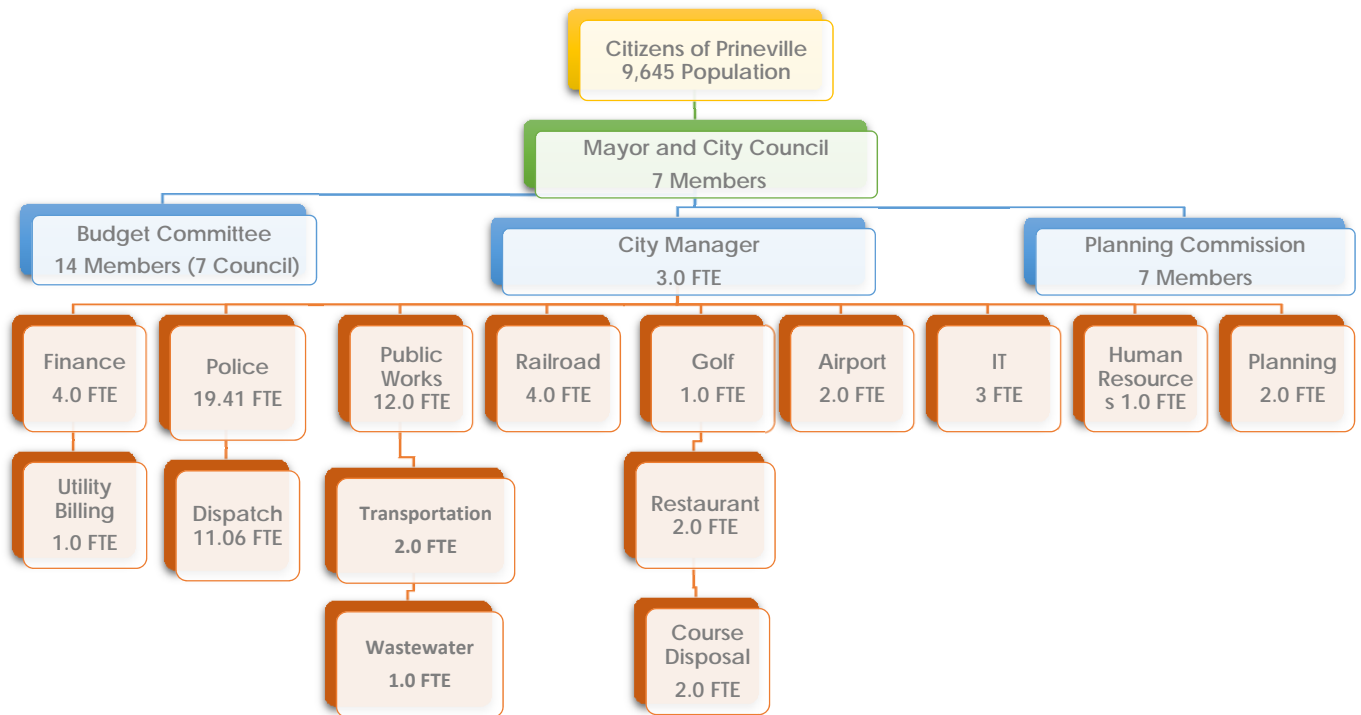 Citizens of Prineville
9,645 Population
Mayor and City Council
7 Members
Budget Committee
14 Members (7 Council)
City Manager
3.0 FTE
Planning Commission
7 Members
Finance
4.0 FTE
Police
19.41 FTE
Public
Works
12.0 FTE
Railroad
4.0 FTE
Golf
1.0 FTE
Airport
2.0 FTE
IT
3 FTE
Human
Resource
s 1.0 FTE
Planning
2.0 FTE
Utility
Billing
1.0 FTE
Dispatch
11.06 FTE
Transportation
2.0 FTE
Restaurant
2.0 FTE
Wastewater
1.0 FTE
Course
Disposal
2.0 FTE